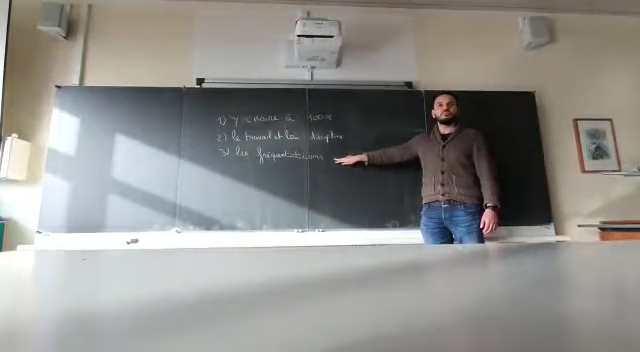 1) Y CROIRE à 100%
2) le travail et la discipline
3) les fréquentations